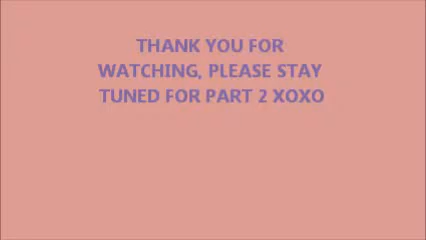 THANK YOU FOR
WATCHING, PLEASE STAY
TUNED FOR PART 2 XOXO